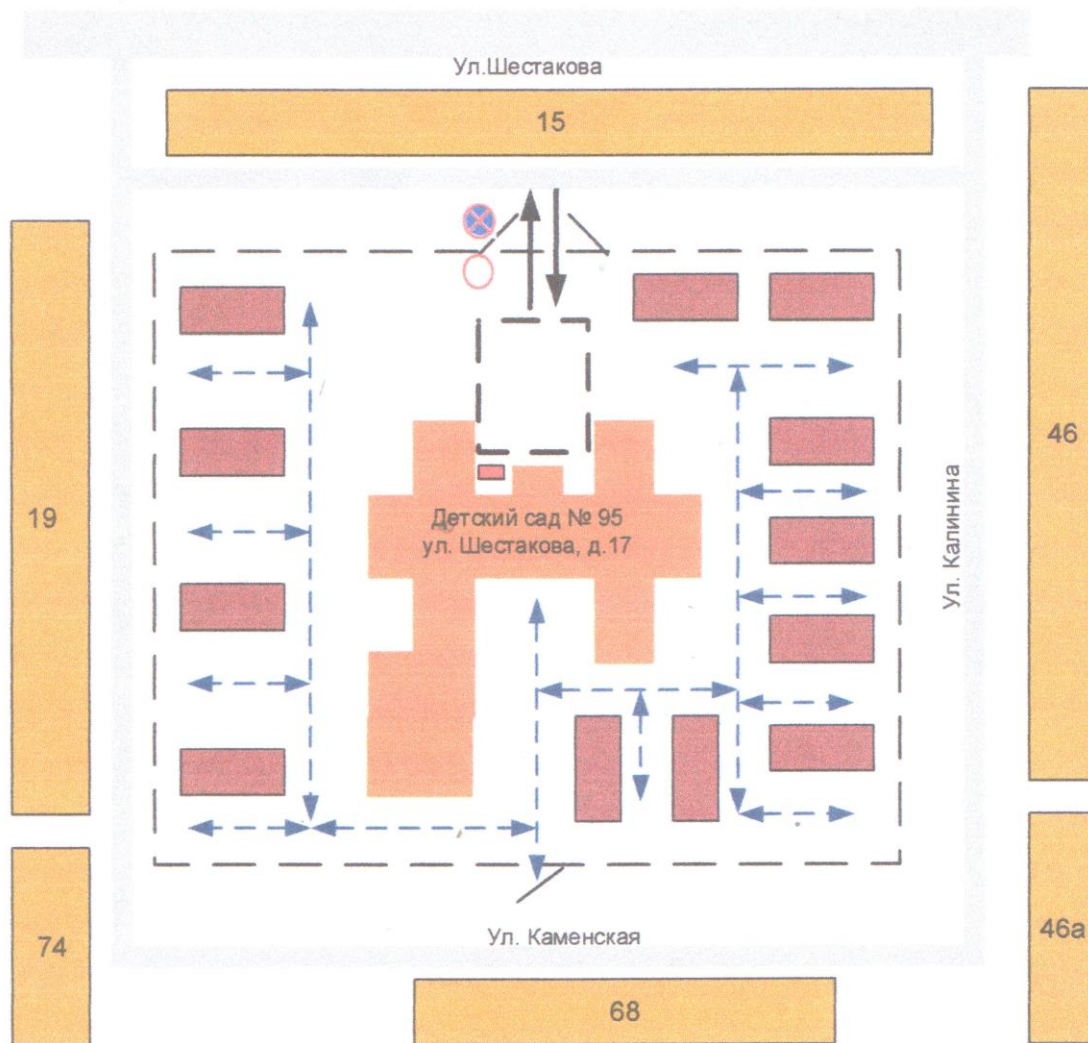 Ул.Шестакова
15
46
19
Детский сад № 95
ул. Шестакова, д.17
Ул. Калинина
74
Ул. Каменская
46а
68